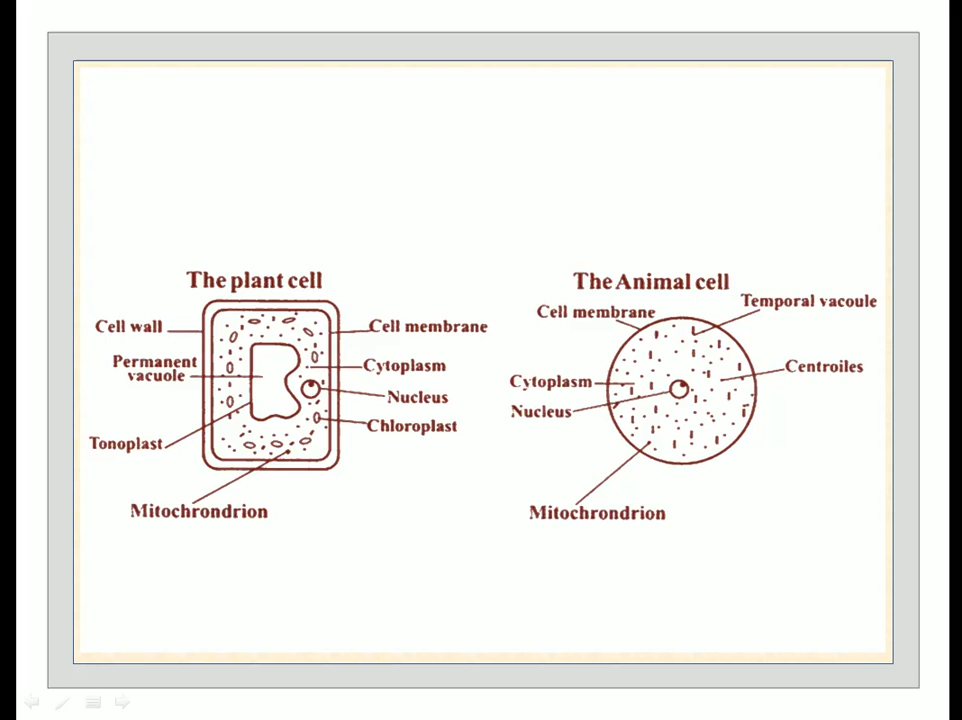 The plant cell
Cell wall
Permanent
vacuole
Tonoplast
Mitochrondrion
Cell membrane
Cytoplasm
Nucleus
Chloroplast
The Animal cell
Cell membrane
Cytoplasm
Nucleus
Mitochrondrion
Temporal vacoule
Centroiles